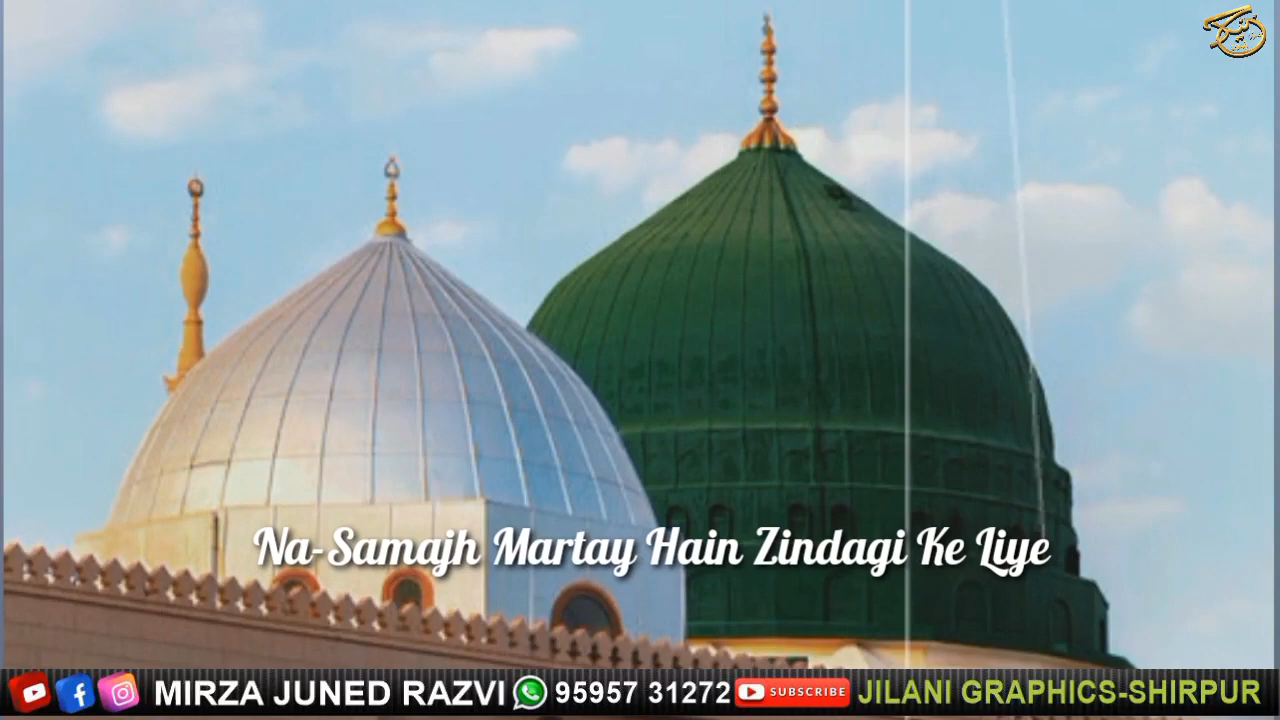 Na-Samajh Martay Hain Zindagi Ke Liye
MIRZA JUNED RAZVI 95957 31272 SUBSCRIBE JILANI GRAPHICS-SHIRPUR